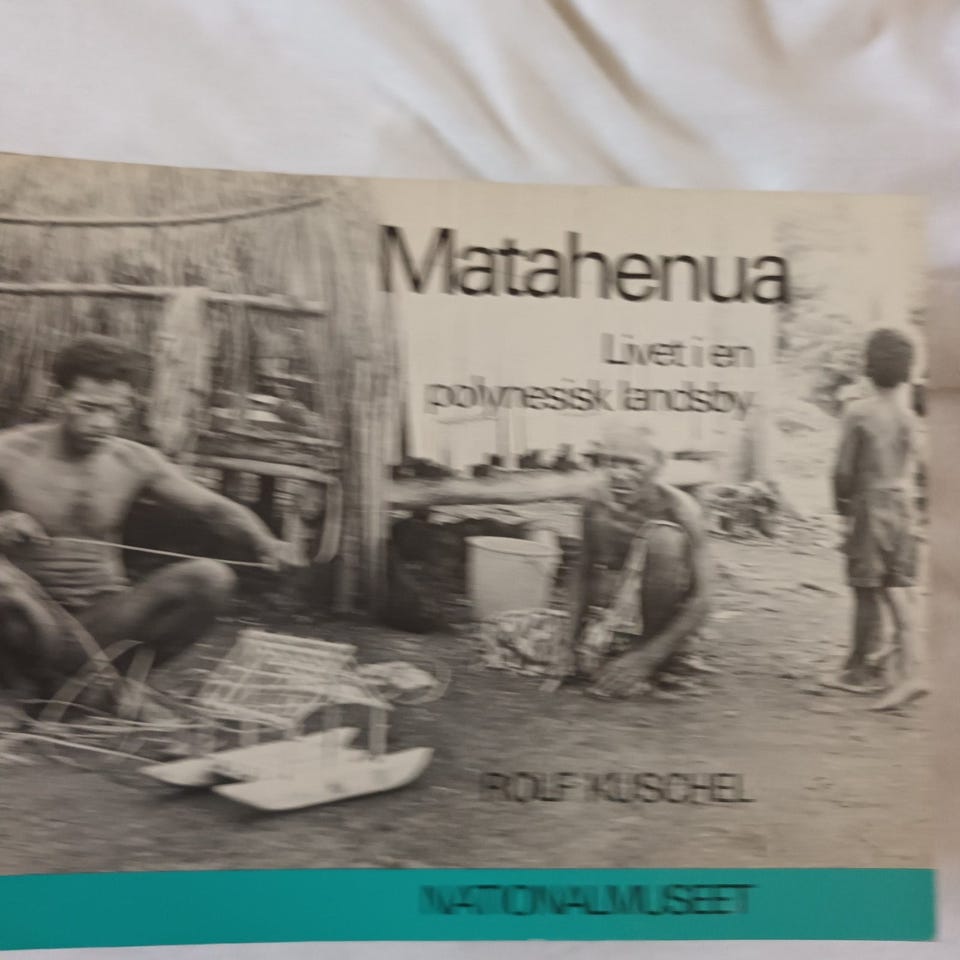 Matahenua
Livet i en
polynesisk landsby
ROLF KUSCHEL
NATIONALMUSEET